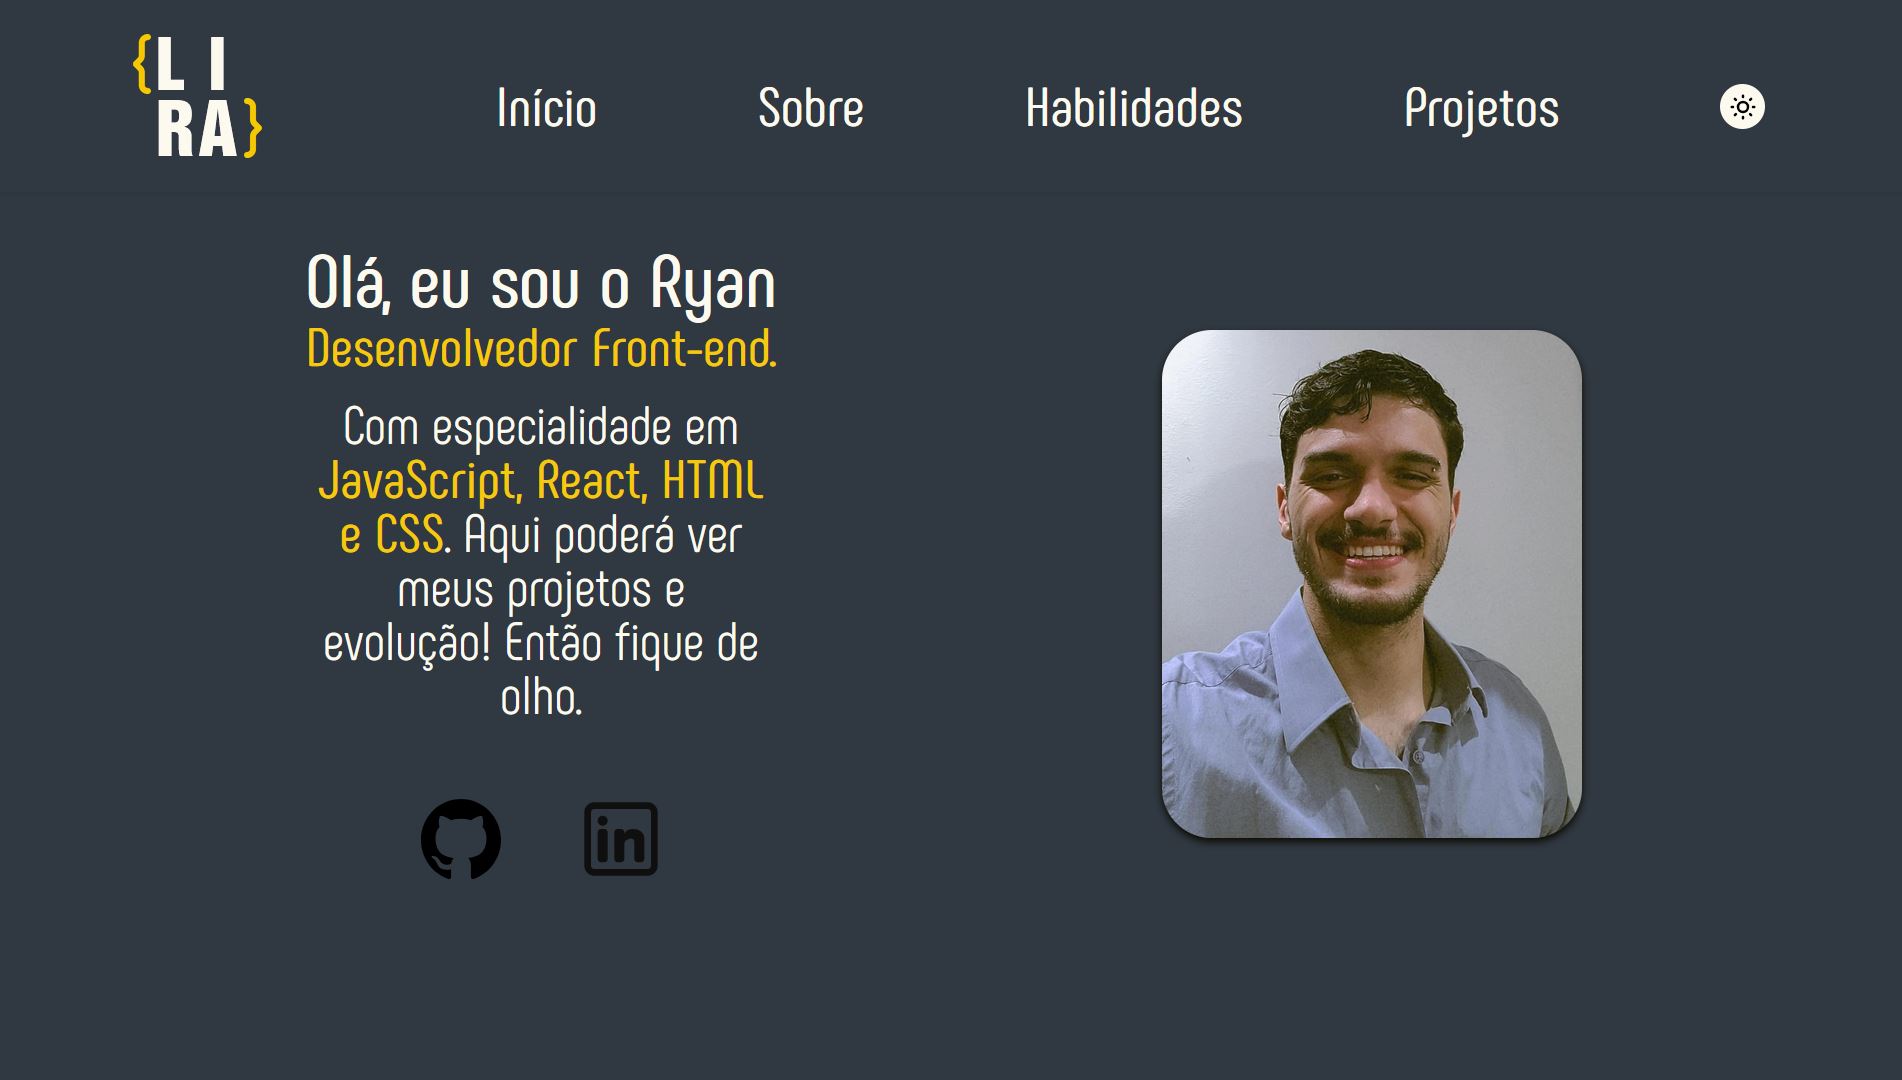 {L I
RA}
Início
Sobre
Habilidades
Projetos
Olá, eu sou o Ryan
Desenvolvedor Front-end.
Com especialidade em
JavaScript, React, HTML
e CSS. Aqui poderá ver
meus projetos e
evolução! Então fique de
olho.
in